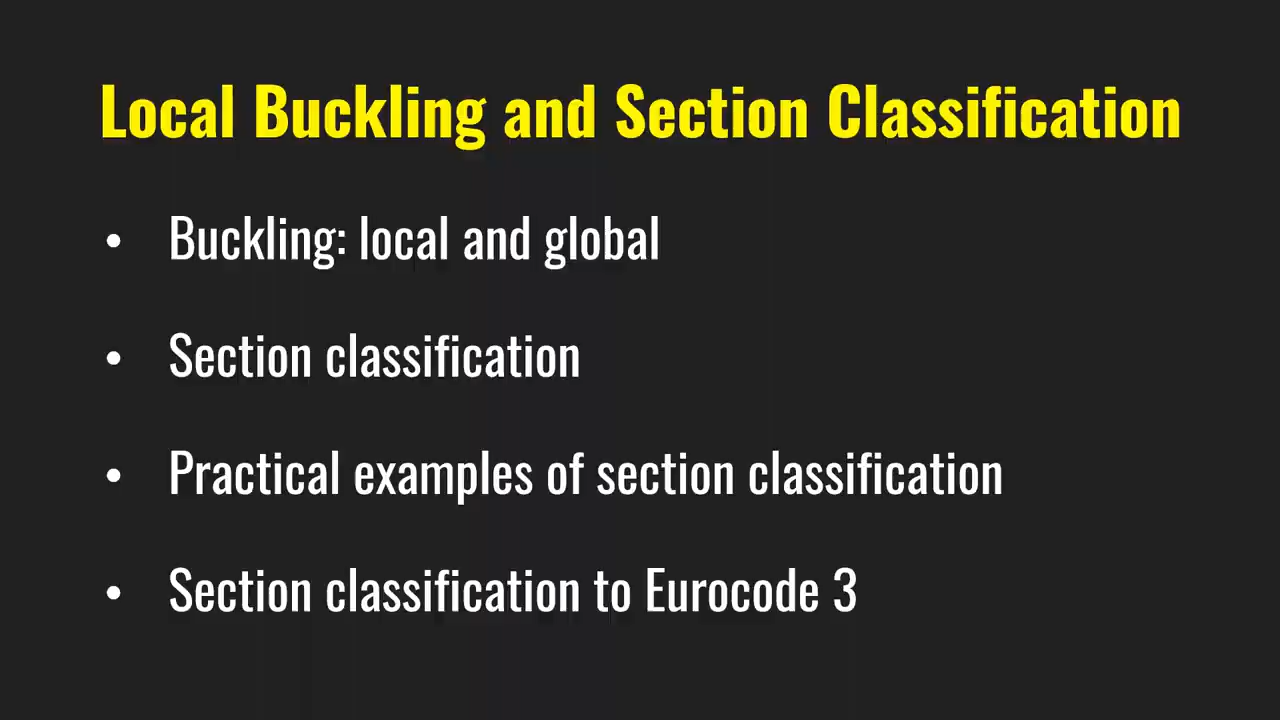 Local Buckling and Section Classification
• Buckling: local and global
• Section classification
• Practical examples of section classification
• Section classification to Eurocode 3